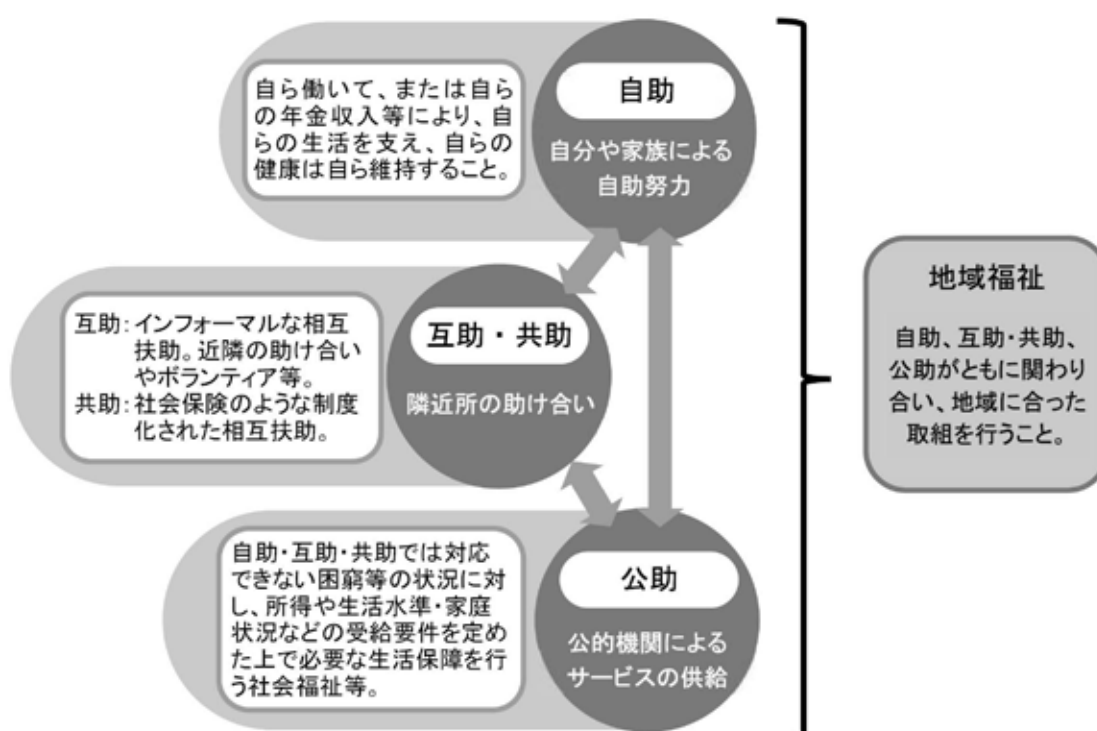 自助
自分や家族による
自助努力
自ら働いて、または自ら
の年金収入等により、自
らの生活を支え、自らの
健康は自ら維持すること。
互助・共助
隣近所の助け合い
互助：インフォーマルな相互
扶助。近隣の助け合い
やボランティア等。
共助：社会保険のような制度
化された相互扶助。
公助
公的機関による
サービスの供給
自助・互助・共助では対応
できない困窮等の状況に対
し、所得や生活水準・家庭
状況などの受給要件を定め
た上で必要な生活保障を行
う社会福祉等。
地域福祉
自助、互助・共助、
公助がともに関わり
合い、地域に合った
取組を行うこと。